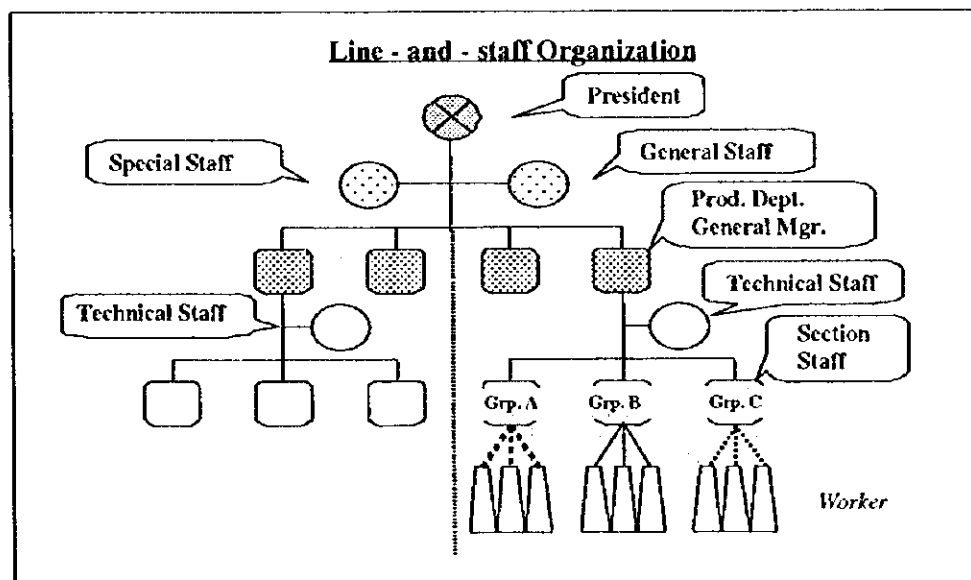 Line - and - staff Organization
President
Special Staff
General Staff
Prod. Dept.
General Mgr.
Technical Staff
Technical Staff
Section
Staff
Grp. A
Grp. B
Grp. C
Worker